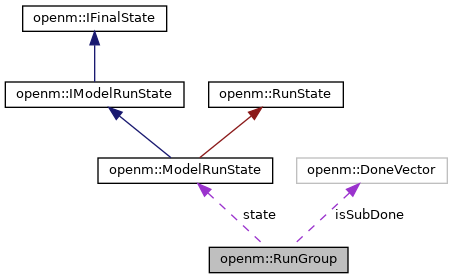 openm::IFinalState
openm::IModelRunState
openm::RunState
openm::ModelRunState
openm::DoneVector
state
isSubDone
openm::RunGroup